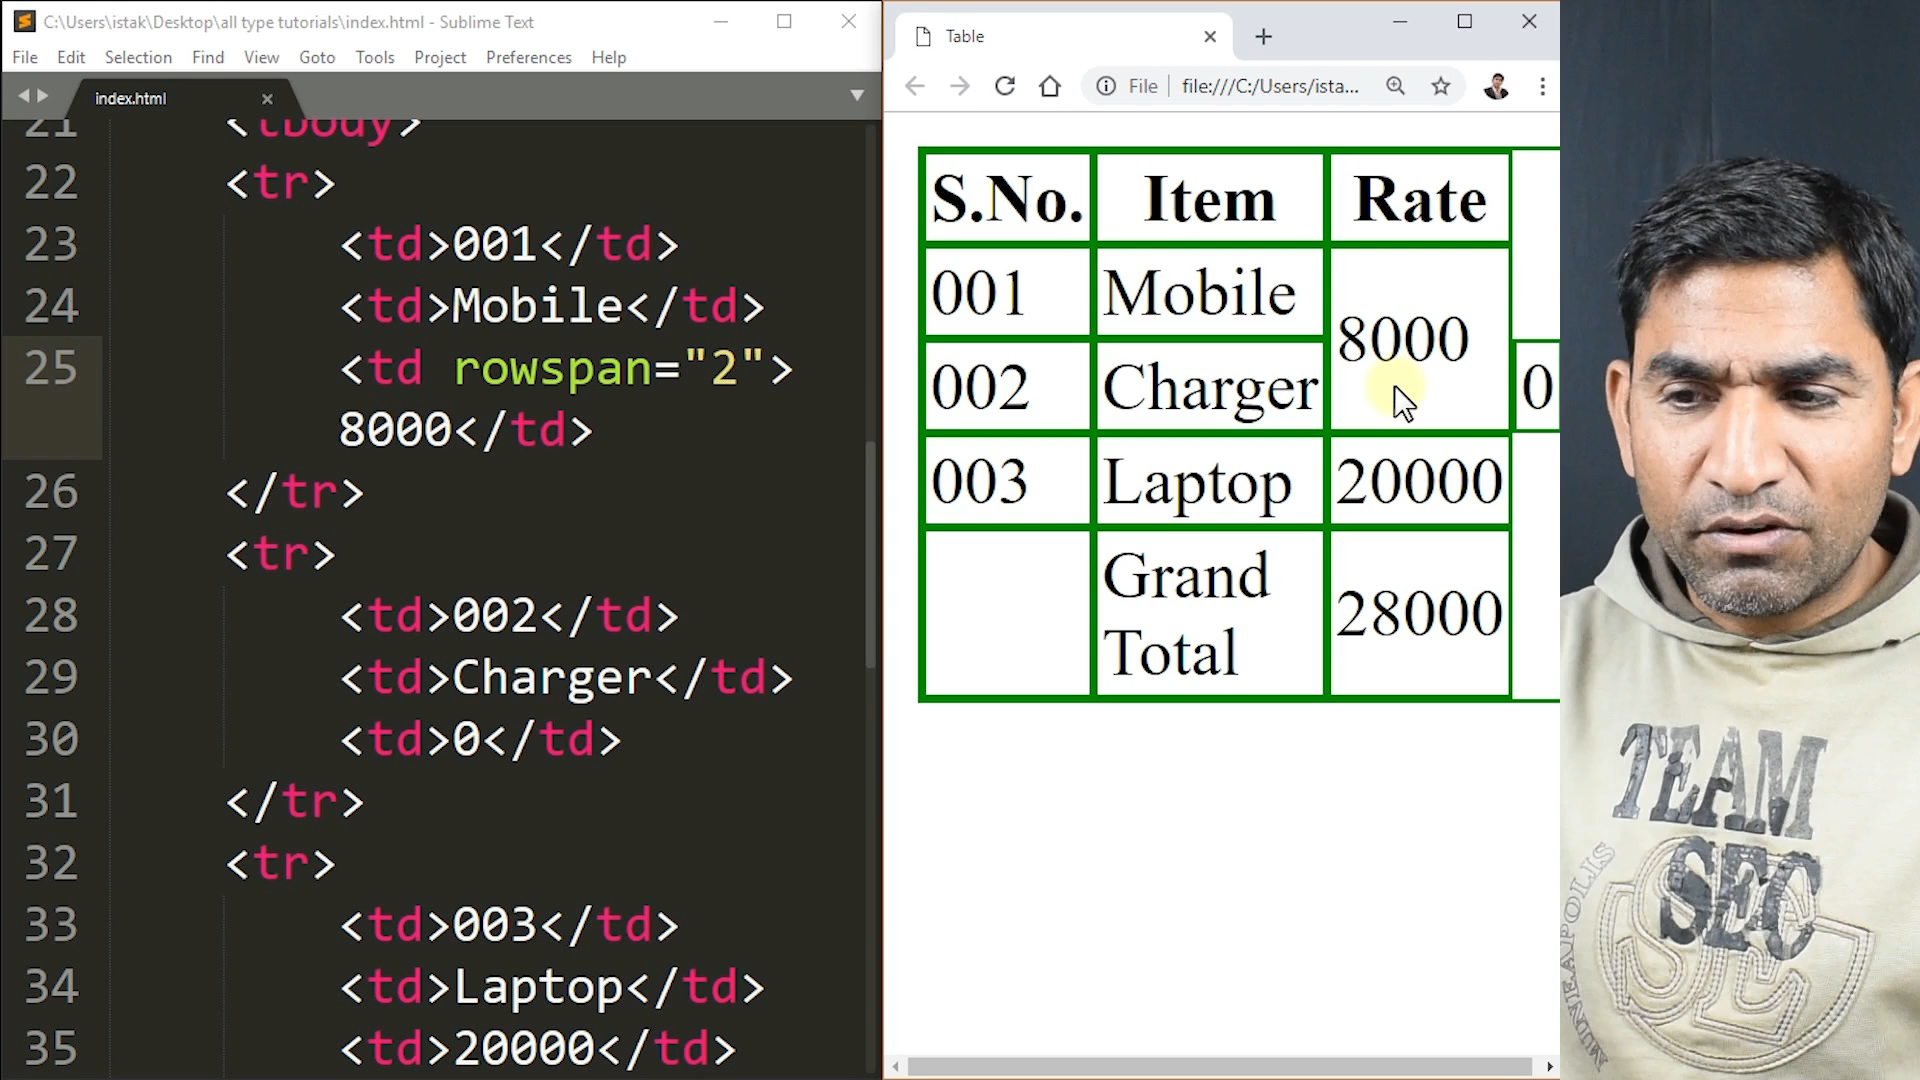 C:\Users\istak\Desktop\all type tutorials\index.html - Sublime Text
File Edit Selection Find View Goto Tools Project Preferences Help
index.html
21 <tbody>
22 <tr>
23 <td>001</td>
24 <td>Mobile</td>
25 <td rowspan="2">
8000</td>
26 </tr>
27 <tr>
28 <td>002</td>
29 <td>Charger</td>
30 <td>0</td>
31 </tr>
32 <tr>
33 <td>003</td>
34 <td>Laptop</td>
35 <td>20000</td>
Table
File file:///C:/Users/ista...
S.No. Item Rate
001 Mobile 8000
002 Charger 0
003 Laptop 20000
Grand
Total 28000
TEAM
SEC
MINNEAPOLIS